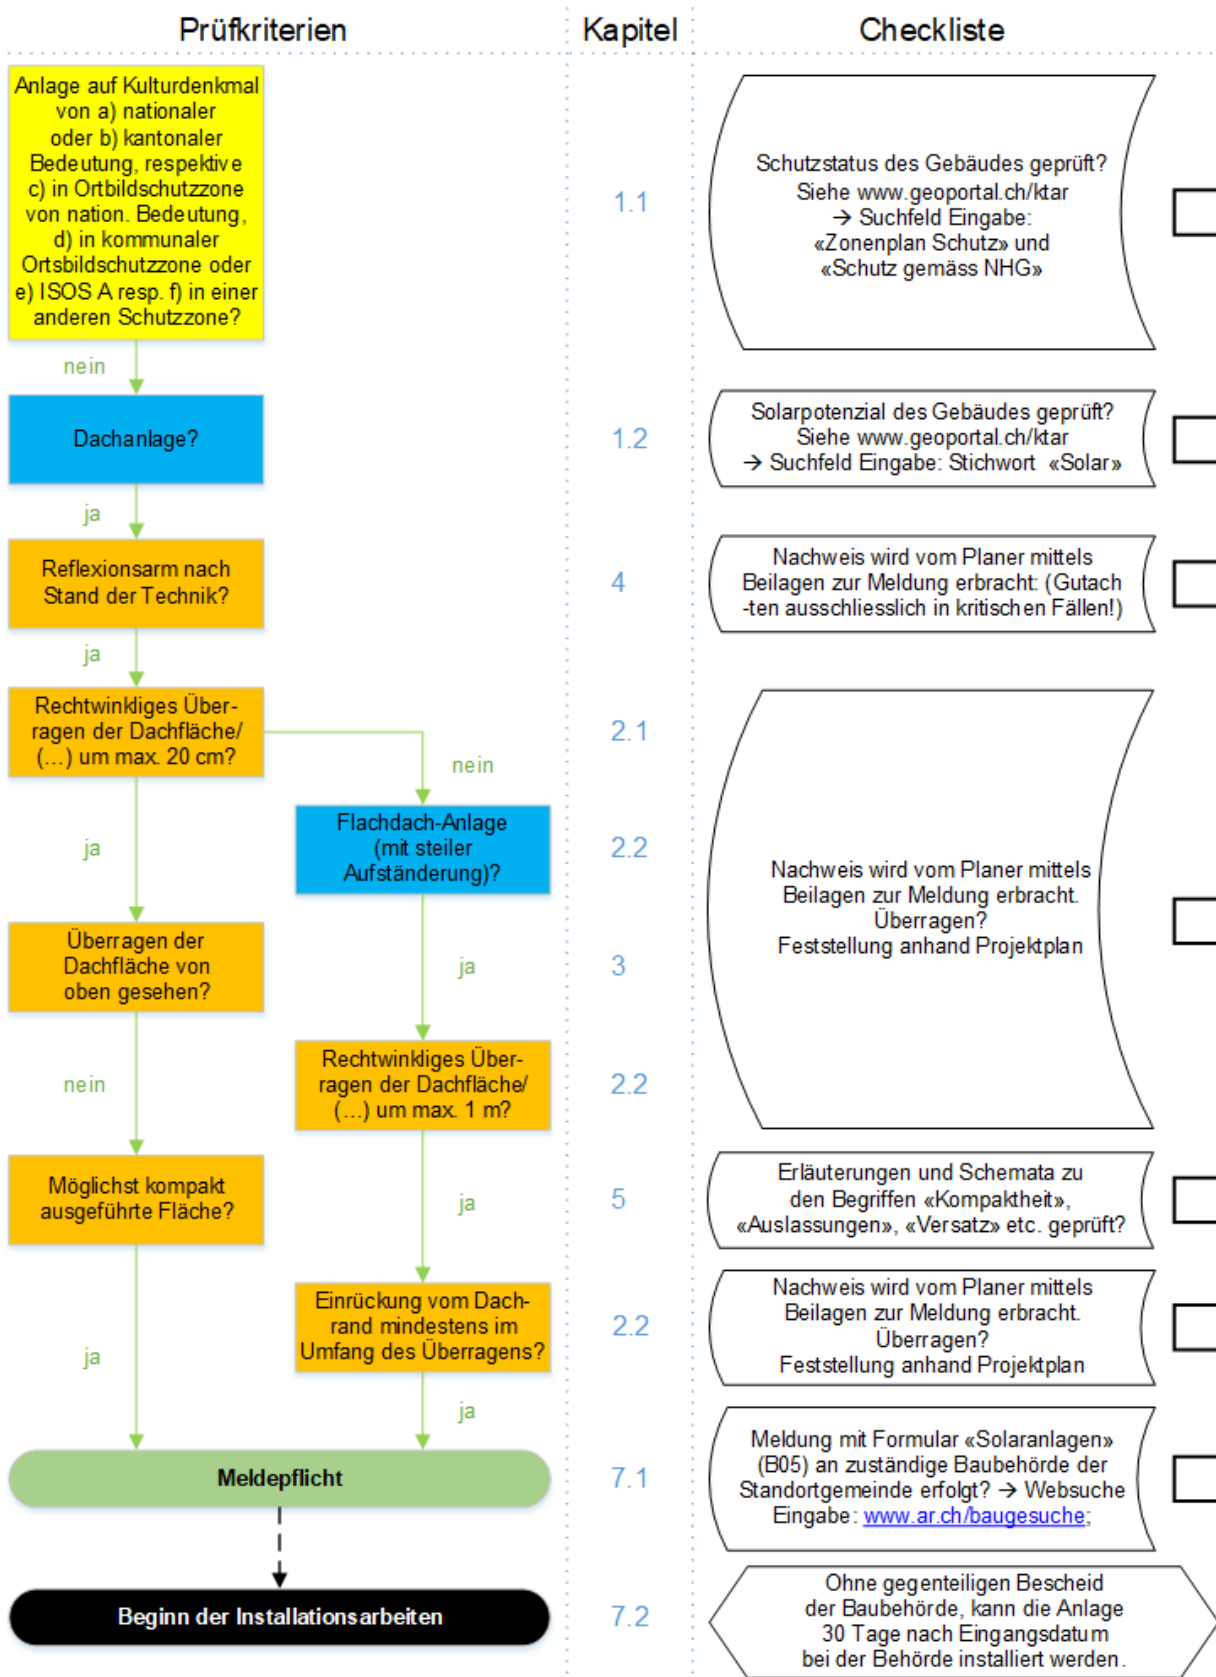 Prüfkriterien
Kapitel
Checkliste
Anlage auf Kulturdenkmal
von a) nationaler
oder b) kantonaler
Bedeutung, respektive
c) in Ortbildschutzzone
von nation. Bedeutung,
d) in kommunaler
Ortsbildschutzzone oder
e) ISOS A resp. f) in einer
anderen Schutzzone?
1.1
Schutzstatus des Gebäudes geprüft?
Siehe www.geoportal.ch/ktar
→ Suchfeld Eingabe:
«Zonenplan Schutz» und
«Schutz gemäss NHG»
nein
Dachanlage?
1.2
Solarpotenzial des Gebäudes geprüft?
Siehe www.geoportal.ch/ktar
→ Suchfeld Eingabe: Stichwort «Solar»
ja
Reflexionsarm nach
Stand der Technik?
4
Nachweis wird vom Planer mittels
Beilagen zur Meldung erbracht: (Gutach
-ten ausschliesslich in kritischen Fällen!)
ja
Rechtwinkliges Über-
ragen der Dachfläche/
(...) um max. 20 cm?
2.1
nein
ja
Flachdach-Anlage
(mit steiler
Aufständerung)?
2.2
Nachweis wird vom Planer mittels
Beilagen zur Meldung erbracht.
Überragen?
Feststellung anhand Projektplan
Überragen der
Dachfläche von
oben gesehen?
ja
3
nein
Rechtwinkliges Über-
ragen der Dachfläche/
(...) um max. 1 m?
2.2
Möglichst kompakt
ausgeführte Fläche?
ja
5
Erläuterungen und Schemata zu
den Begriffen «Kompaktheit»,
«Auslassungen», «Versatz» etc. geprüft?
ja
Einrückung vom Dach-
rand mindestens im
Umfang des Überragens?
2.2
Nachweis wird vom Planer mittels
Beilagen zur Meldung erbracht.
Überragen?
Feststellung anhand Projektplan
ja
Meldepflicht
7.1
Meldung mit Formular «Solaranlagen»
(B05) an zuständige Baubehörde der
Standortgemeinde erfolgt? → Websuche
Eingabe: www.ar.ch/baugesuche;
Beginn der Installationsarbeiten
7.2
Ohne gegenteiligen Bescheid
der Baubehörde, kann die Anlage
30 Tage nach Eingangsdatum
bei der Behörde installiert werden.